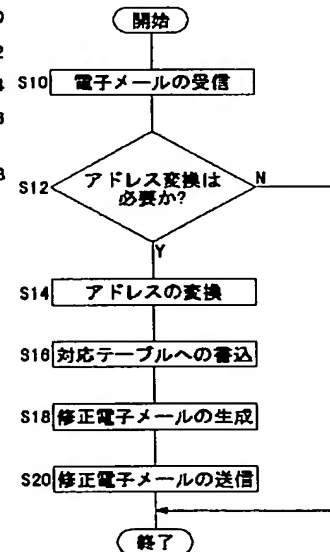 開始
S10 電子メールの受信
S12 アドレス変換は
必要か?
N
Y
S14 アドレスの変換
S16 対応テーブルへの書込
S18 修正電子メールの生成
S20 修正電子メールの送信
終了